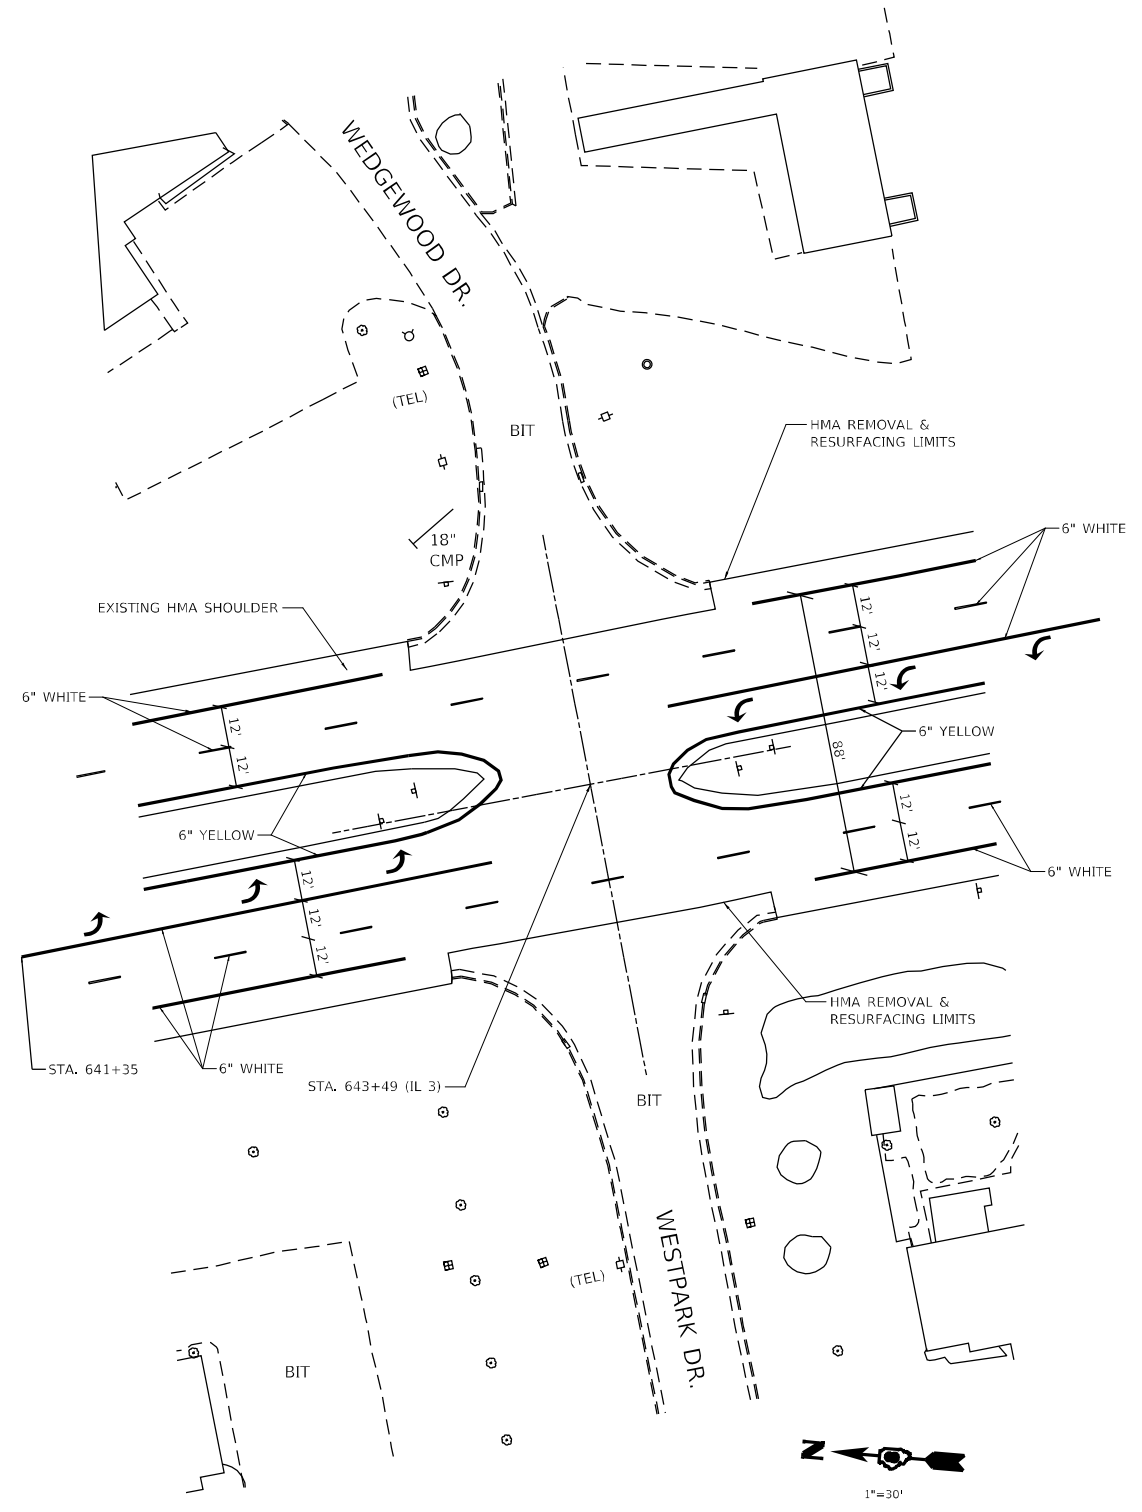 WEDGEWOOD DR.
(TEL)
BIT
HMA REMOVAL &
RESURFACING LIMITS
18"
CMP
6" WHITE
EXISTING HMA SHOULDER
12'
12'
12'
6" WHITE
12'
12'
6" YELLOW
88'
12'
12'
6" YELLOW
6" WHITE
12'
12'
12'
HMA REMOVAL &
RESURFACING LIMITS
STA. 641+35
6" WHITE
STA. 643+49 (IL 3)
BIT
WESTPARK DR.
(TEL)
BIT
N
1"=30'